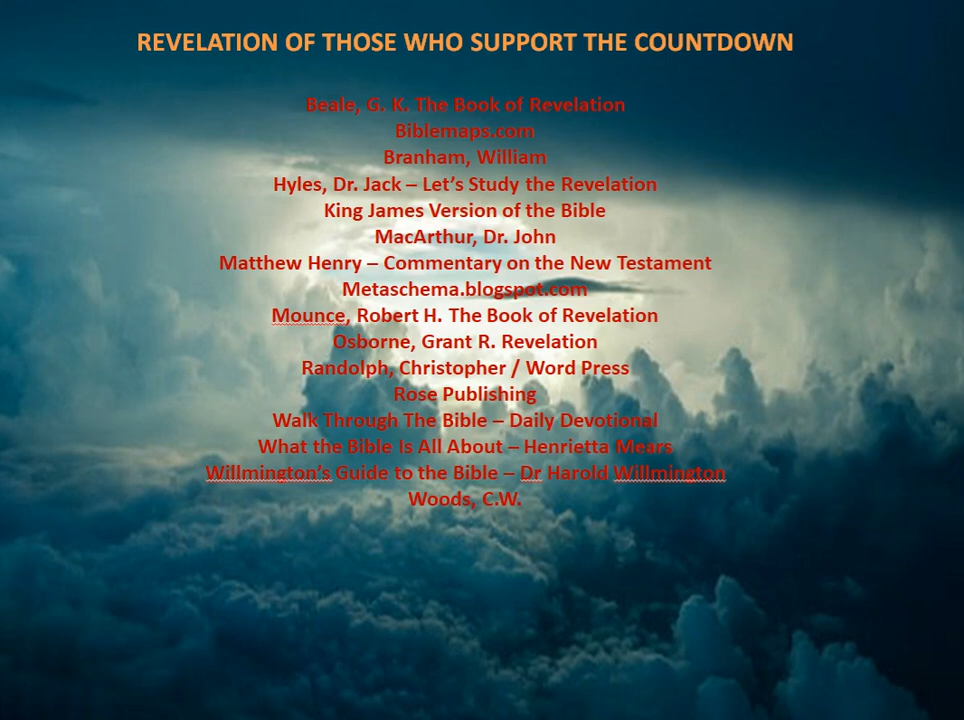 REVELATION OF THOSE WHO SUPPORT THE COUNTDOWN
Beale, G. K. The Book of Revelation
Biblemaps.com
Branham, William
Hyles, Dr. Jack – Let's Study the Revelation
King James Version of the Bible
MacArthur, Dr. John
Matthew Henry – Commentary on the New Testament
Metaschema.blogspot.com
Mounce, Robert H. The Book of Revelation
Osborne, Grant R. Revelation
Randolph, Christopher / Word Press
Rose Publishing
Walk Through The Bible – Daily Devotional
What the Bible Is All About – Henrietta Mears
Willmington's Guide to the Bible – Dr Harold Willmington
Woods, C.W.